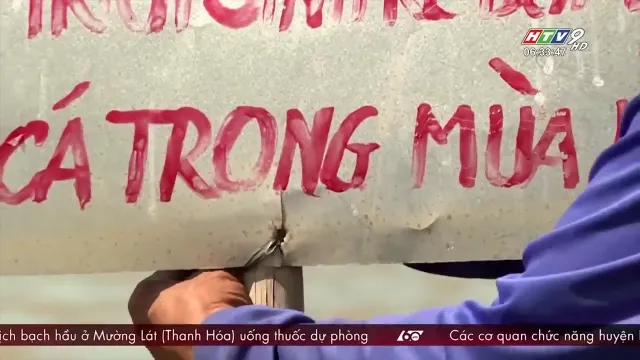 HTV9 HD
06:33:47
CÁ TRONG MÙA
ịch bạch hầu ở Mường Lát (Thanh Hóa) uống thuốc dự phòng 60 Các cơ quan chức năng huyện